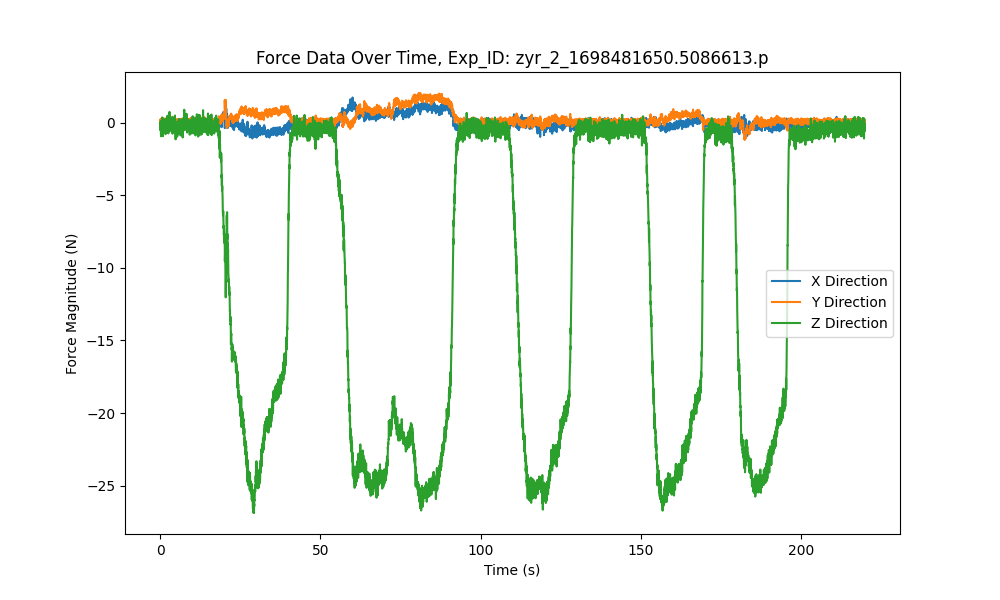 Force Data Over Time, Exp_ID: zyr_2_1698481650.5086613.p
Force Magnitude (N)
0
−5
−10
−15
−20
−25
X Direction
Y Direction
Z Direction
0 50 100 150 200
Time (s)